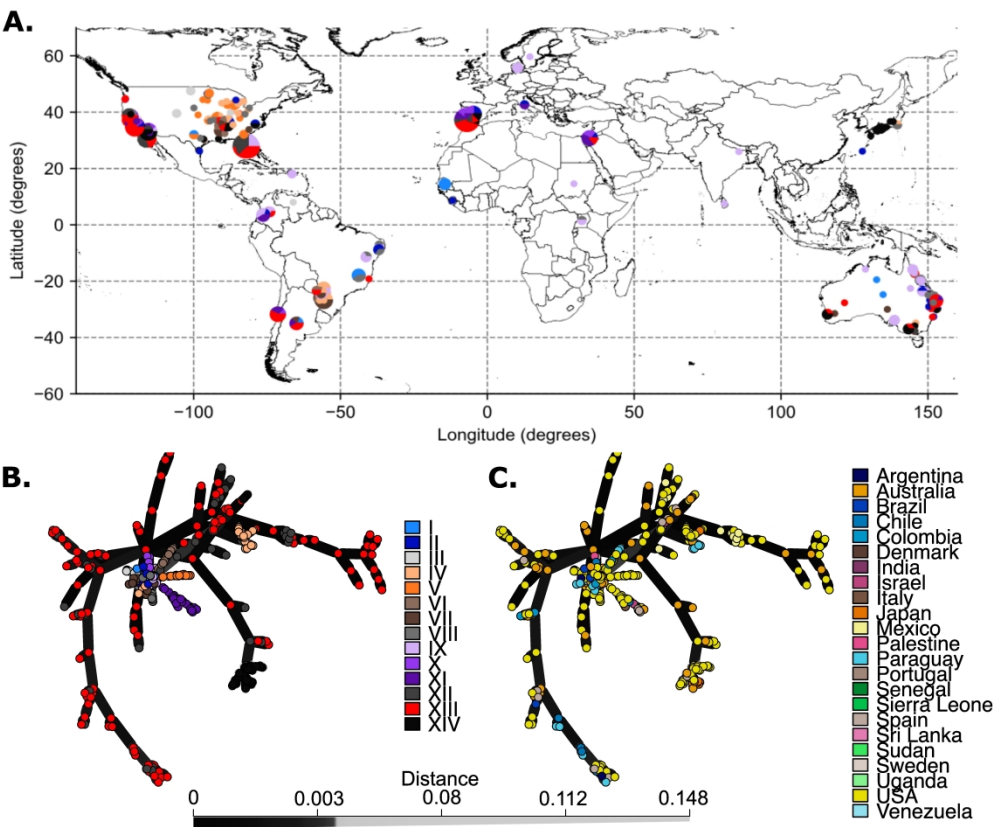 A.
60
40
20
0
−20
−40
−60
Latitude (degrees)
−100 −50 0 50 100 150
Longitude (degrees)
B.
I
II
III
IV
V
VI
VII
VIII
IX
X
XI
XII
XIII
XIV
C.
Argentina
Australia
Brazil
Chile
Colombia
Denmark
India
Israel
Italy
Japan
Mexico
Palestine
Paraguay
Portugal
Senegal
Sierra Leone
Spain
Sri Lanka
Sudan
Sweden
Uganda
USA
Venezuela
Distance
0 0.003 0.08 0.112 0.148